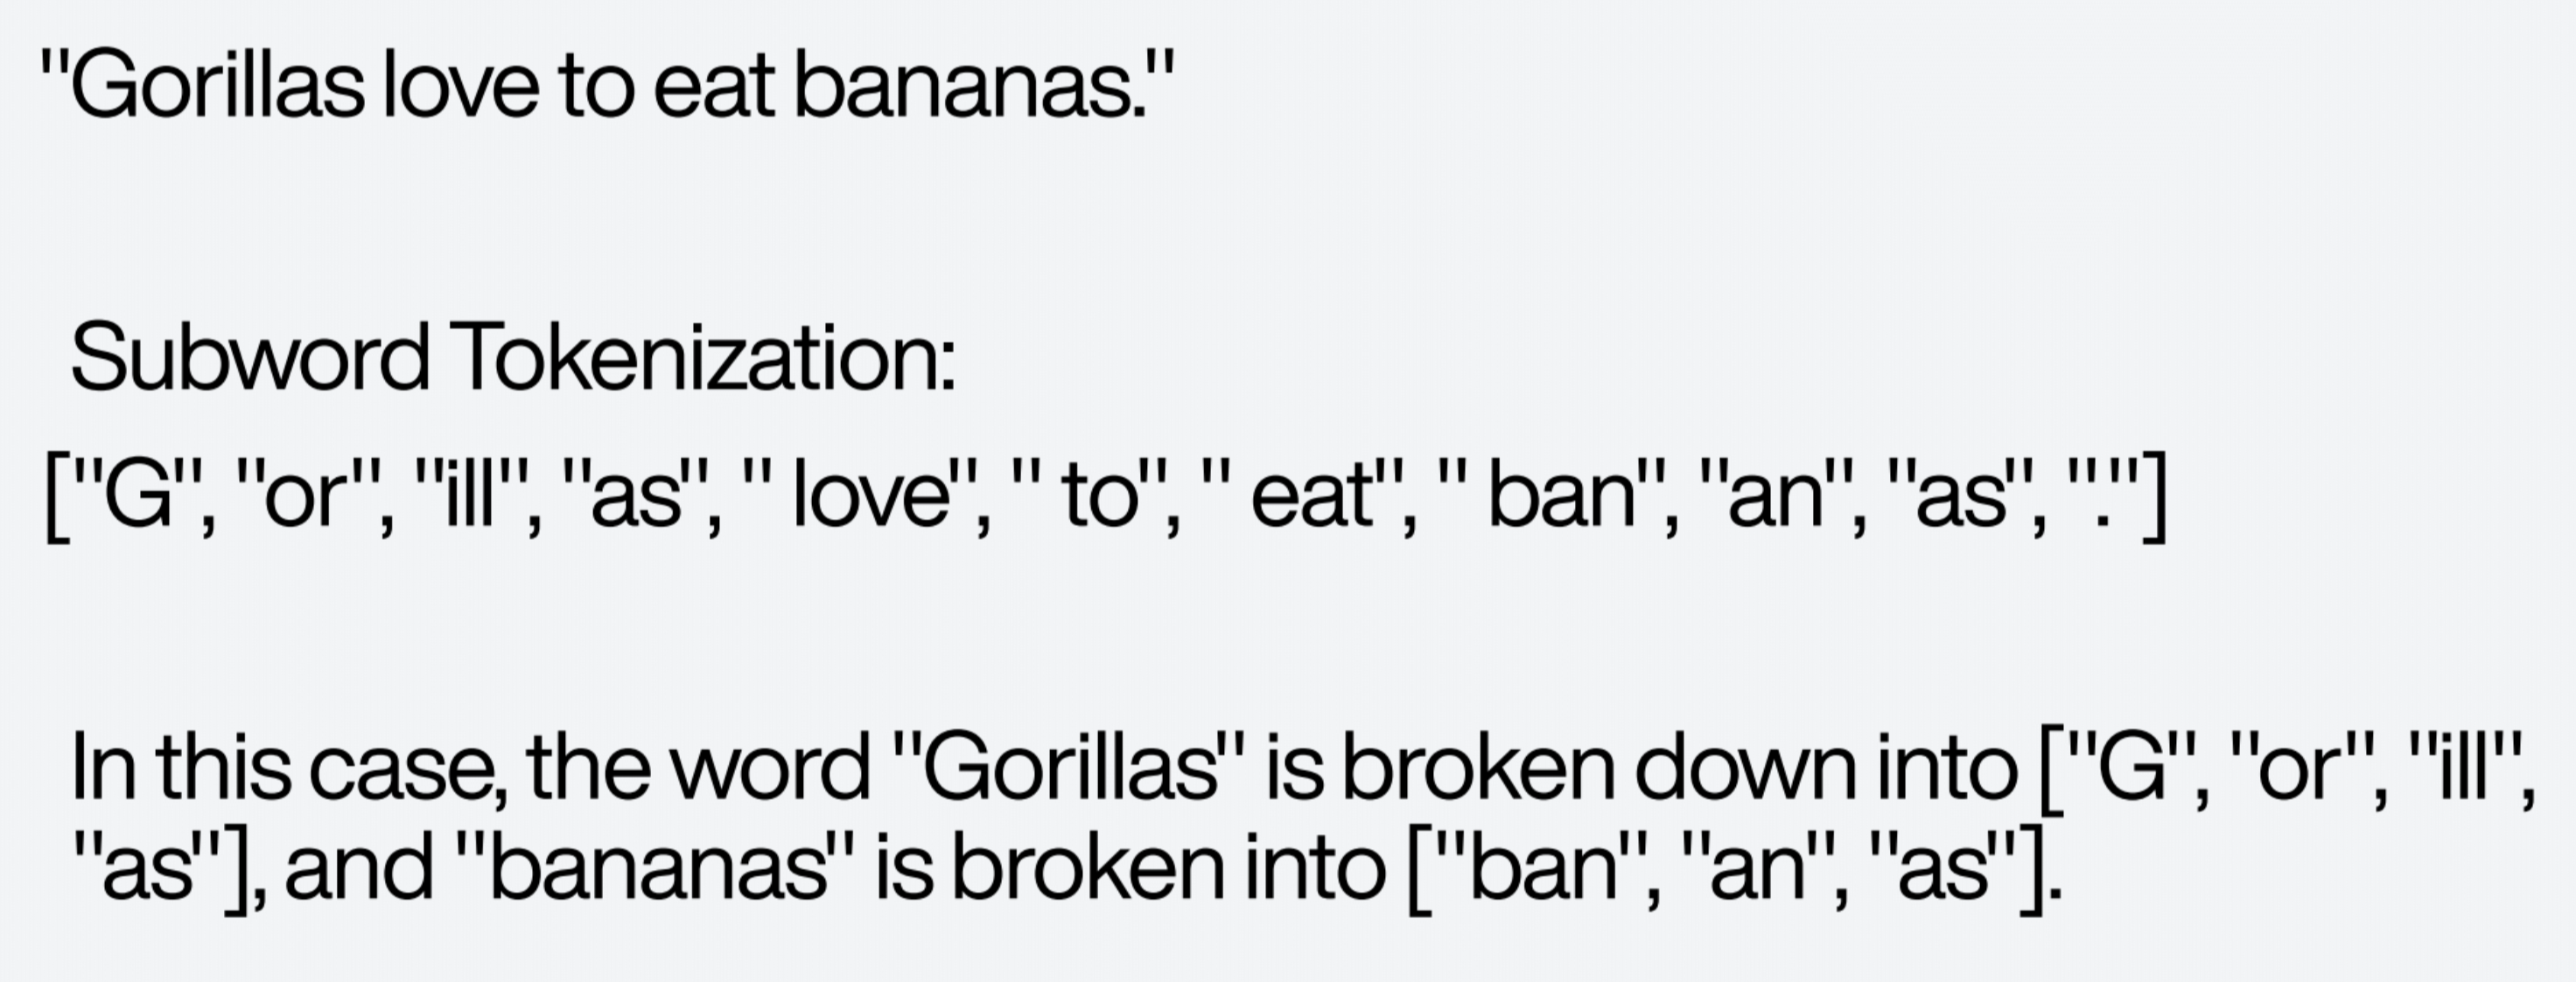 "Gorillas love to eat bananas."
Subword Tokenization:
["G", "or", "ill", "as", " love", " to", " eat", " ban", "an", "as", "."]
In this case, the word "Gorillas" is broken down into ["G", "or", "ill",
"as"], and "bananas" is broken into ["ban", "an", "as"].